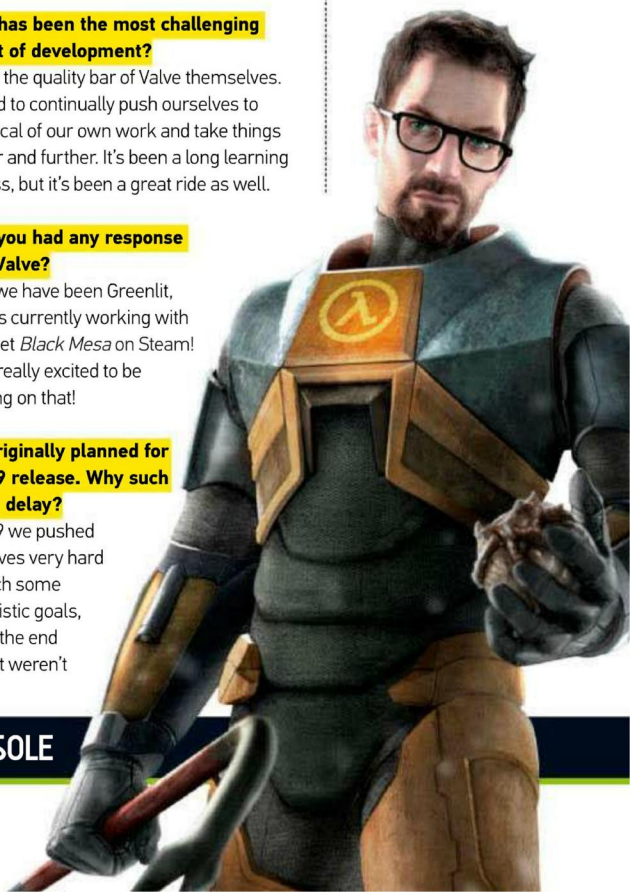 has been the most challenging
t of development?
the quality bar of Valve themselves.
d to continually push ourselves to
cal of our own work and take things
r and further. It's been a long learning
s, but it's been a great ride as well.
you had any response
Valve?
we have been Greenlit,
s currently working with
et Black Mesa on Steam!
really excited to be
ng on that!
riginally planned for
9 release. Why such
delay?
9 we pushed
ves very hard
ch some
istic goals,
the end
t weren't
SOLE
λ